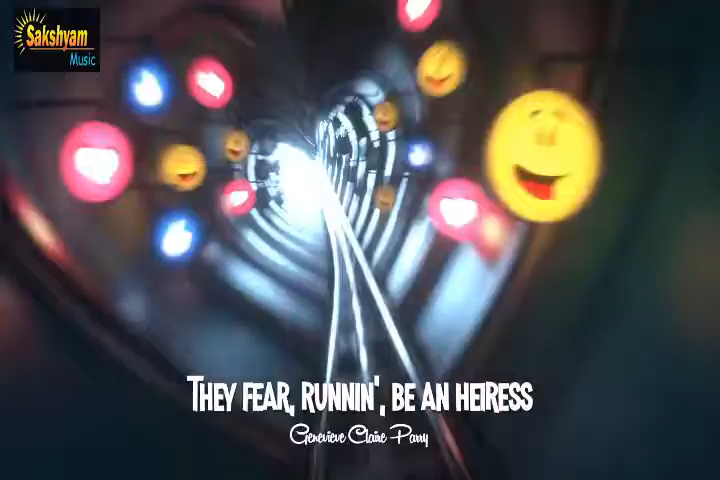 Sakshyam
Music
They fear, runnin', be an heiress
Genevieve Claire Parry